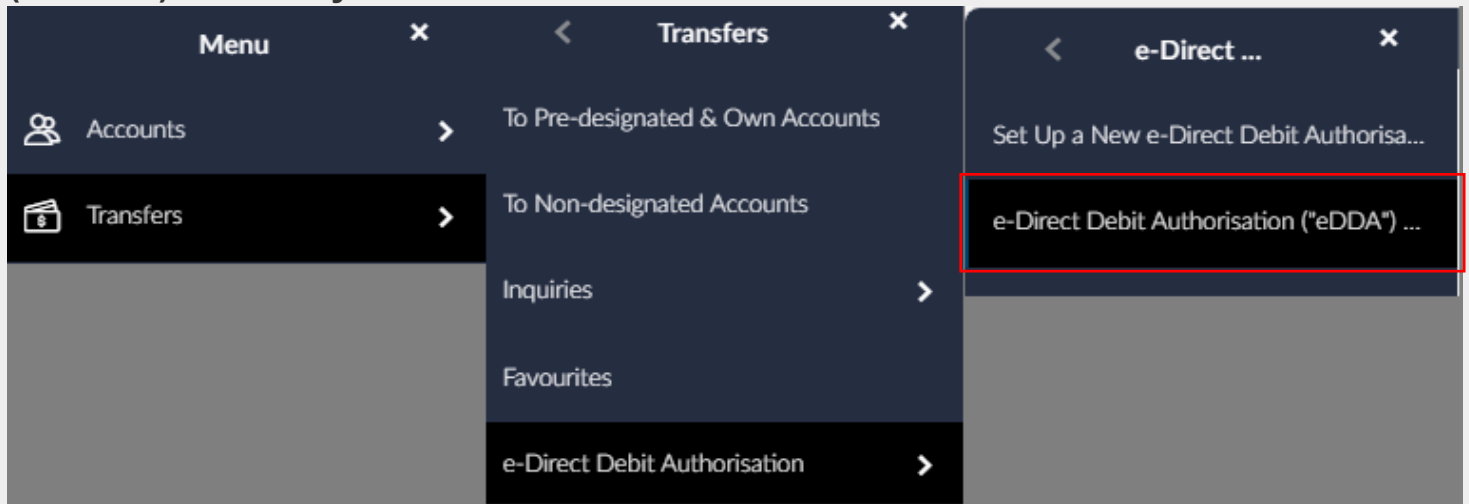 Menu
Accounts
Transfers
Transfers
To Pre-designated & Own Accounts
To Non-designated Accounts
Inquiries
Favourites
e-Direct Debit Authorisation
e-Direct ...
Set Up a New e-Direct Debit Authorisa...
e-Direct Debit Authorisation ("eDDA") ...